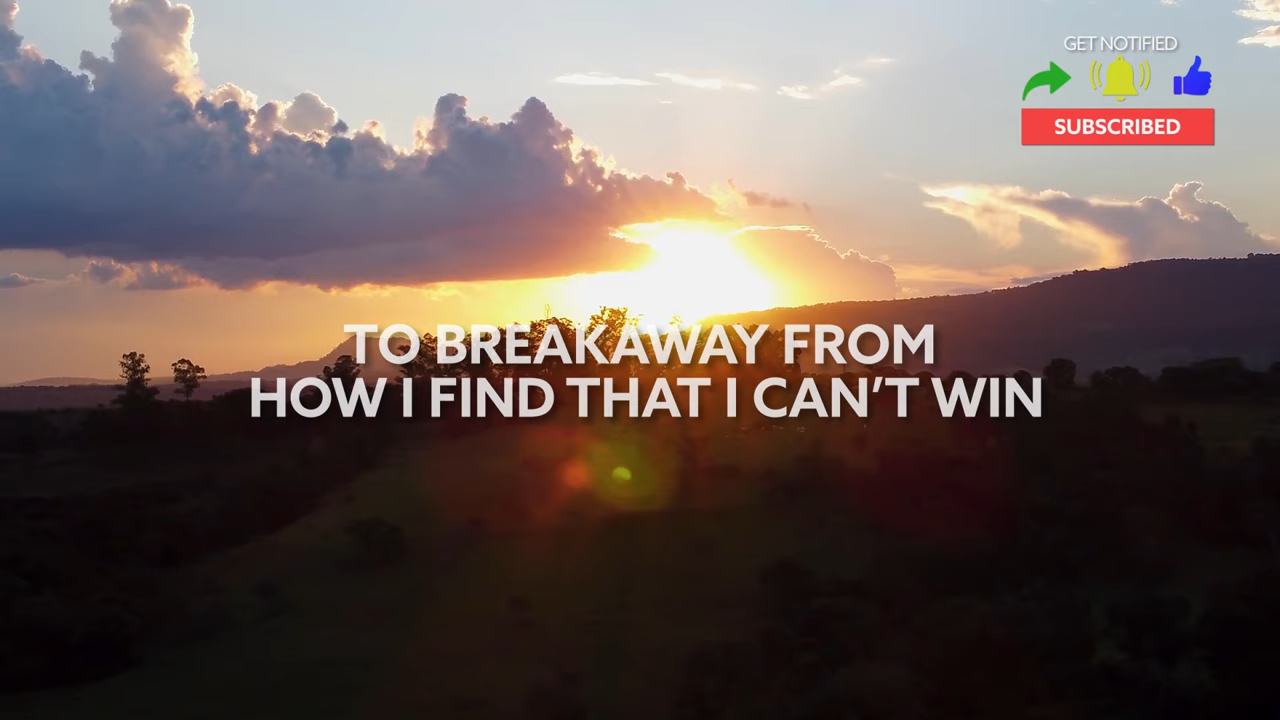 GET NOTIFIED
SUBSCRIBED
TO BREAKAWAY FROM
HOW I FIND THAT I CAN'T WIN